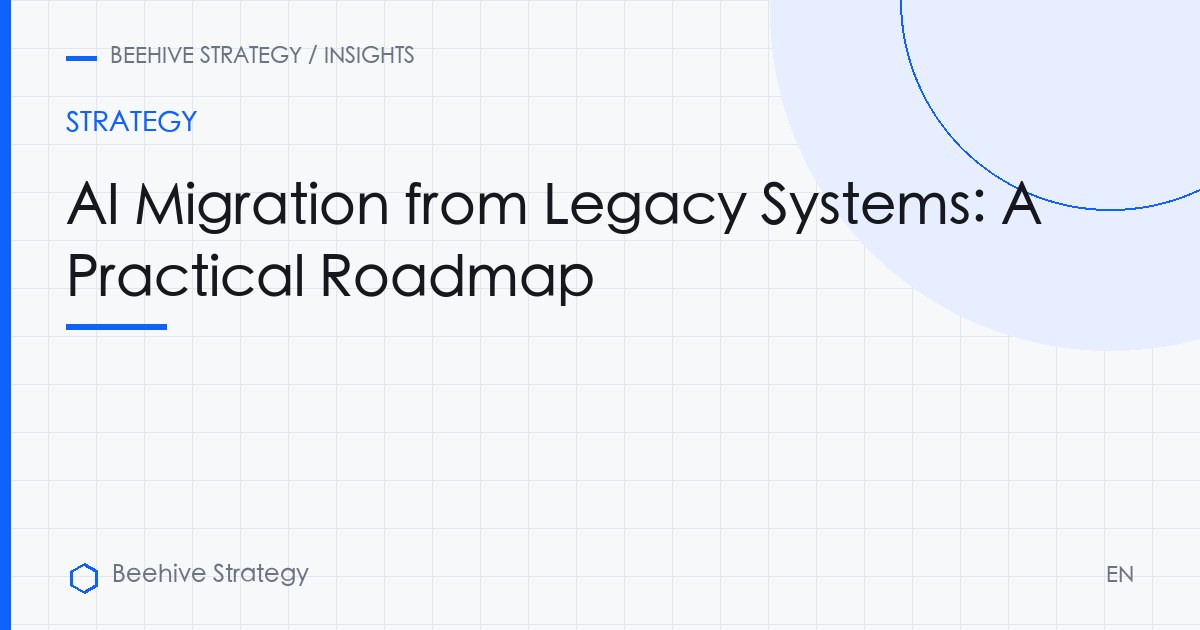 BEEHIVE STRATEGY / INSIGHTS
STRATEGY
AI Migration from Legacy Systems: A
Practical Roadmap
Beehive Strategy
EN